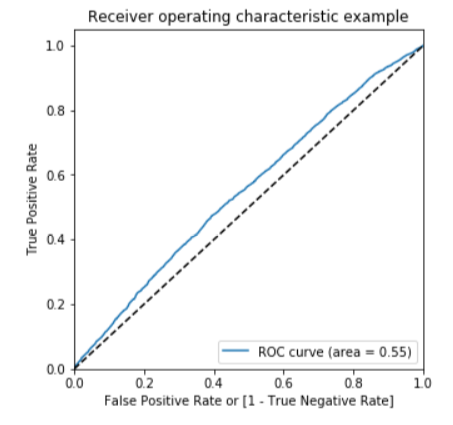 Receiver operating characteristic example
1.0
0.8
0.6
0.4
0.2
0.0
True Positive Rate
ROC curve (area = 0.55)
0.0 0.2 0.4 0.6 0.8 1.0
False Positive Rate or [1 - True Negative Rate]